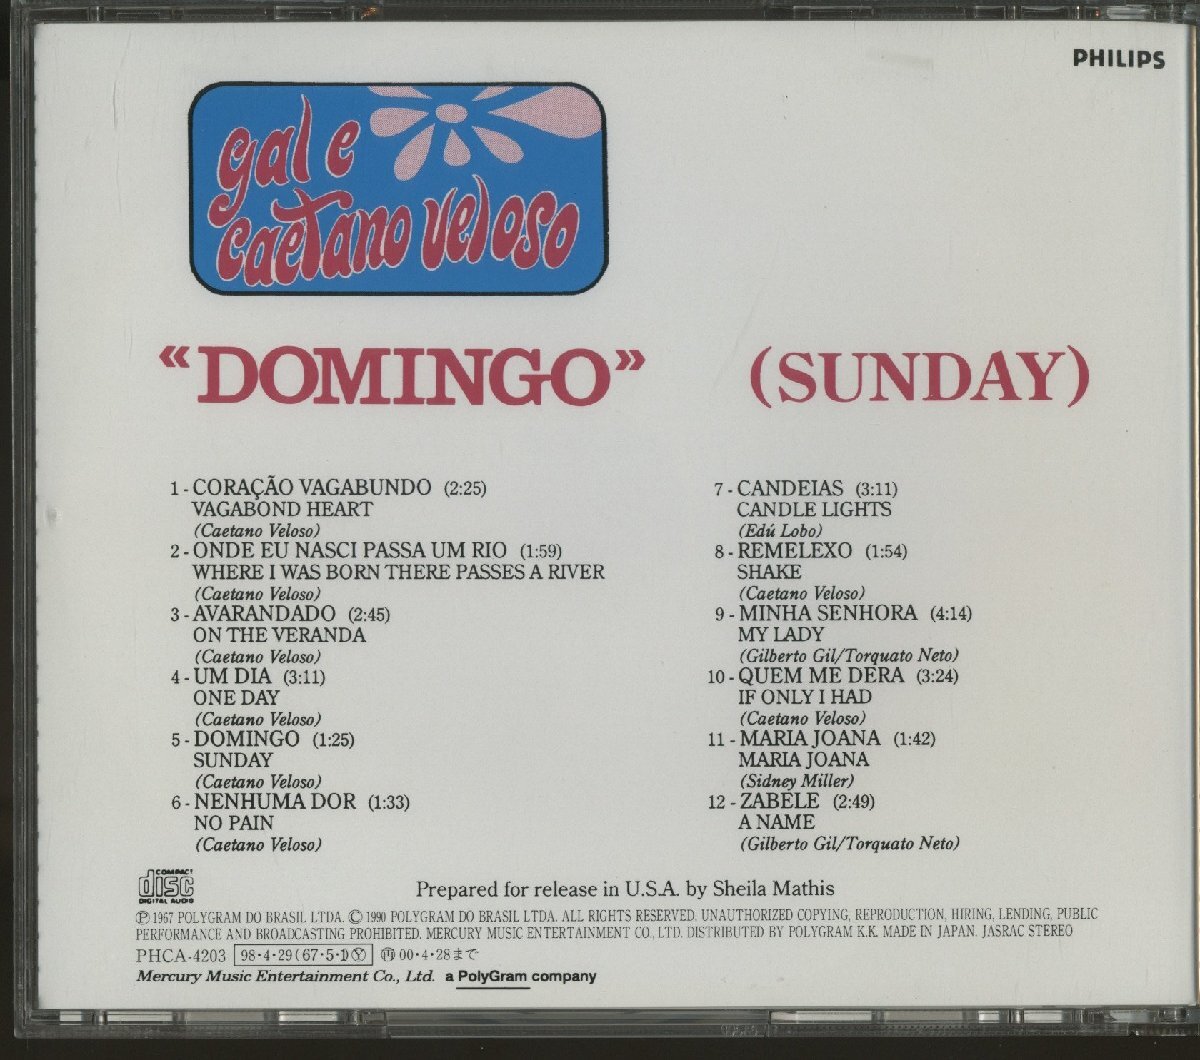 PHILIPS
gal e
caetano veloso
“DOMINGO” (SUNDAY)
1 - CORAÇÃO VAGABUNDO (2:25)
VAGABOND HEART
(Caetano Veloso)
2 - ONDE EU NASCI PASSA UM RIO (1:59)
WHERE I WAS BORN THERE PASSES A RIVER
(Caetano Veloso)
3 - AVARANDADO (2:45)
ON THE VERANDA
(Caetano Veloso)
4 - UM DIA (3:11)
ONE DAY
(Caetano Veloso)
5 - DOMINGO (1:25)
SUNDAY
(Caetano Veloso)
6 - NENHUMA DOR (1:33)
NO PAIN
(Caetano Veloso)
7 - CANDEIAS (3:11)
CANDLE LIGHTS
(Edú Lobo)
8 - REMELEXO (1:54)
SHAKE
(Caetano Veloso)
9 - MINHA SENHORA (4:14)
MY LADY
(Gilberto Gil/Torquato Neto)
10 - QUEM ME DERA (3:24)
IF ONLY I HAD
(Caetano Veloso)
11 - MARIA JOANA (1:42)
MARIA JOANA
(Sidney Miller)
12 - ZABELE (2:49)
A NAME
(Gilberto Gil/Torquato Neto)
COMPACT
disc
DIGITAL AUDIO
Prepared for release in U.S.A. by Sheila Mathis
Ⓟ 1967 POLYGRAM DO BRASIL LTDA. © 1990 POLYGRAM DO BRASIL LTDA. ALL RIGHTS RESERVED. UNAUTHORIZED COPYING, REPRODUCTION, HIRING, LENDING, PUBLIC
PERFORMANCE AND BROADCASTING PROHIBITED. MERCURY MUSIC ENTERTAINMENT CO., LTD. DISTRIBUTED BY POLYGRAM K.K. MADE IN JAPAN. JASRAC STEREO
PHCA-4203 98・4・29(67・5・1)Ⓨ ㊢00・4・28まで
Mercury Music Entertainment Co., Ltd. a PolyGram company